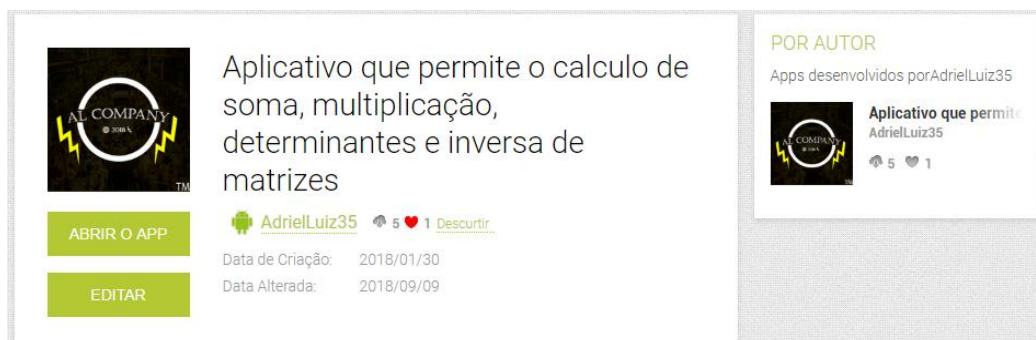 AL COMPANY
2018
TM
Aplicativo que permite o calculo de
soma, multiplicação,
determinantes e inversa de
matrizes
ABRIR O APP
EDITAR
AdrielLuiz35 5 1 Descurtir
Data de Criação: 2018/01/30
Data Alterada: 2018/09/09
POR AUTOR
Apps desenvolvidos porAdrielLuiz35
AL COMPANY
Aplicativo que permite
AdrielLuiz35
5 1